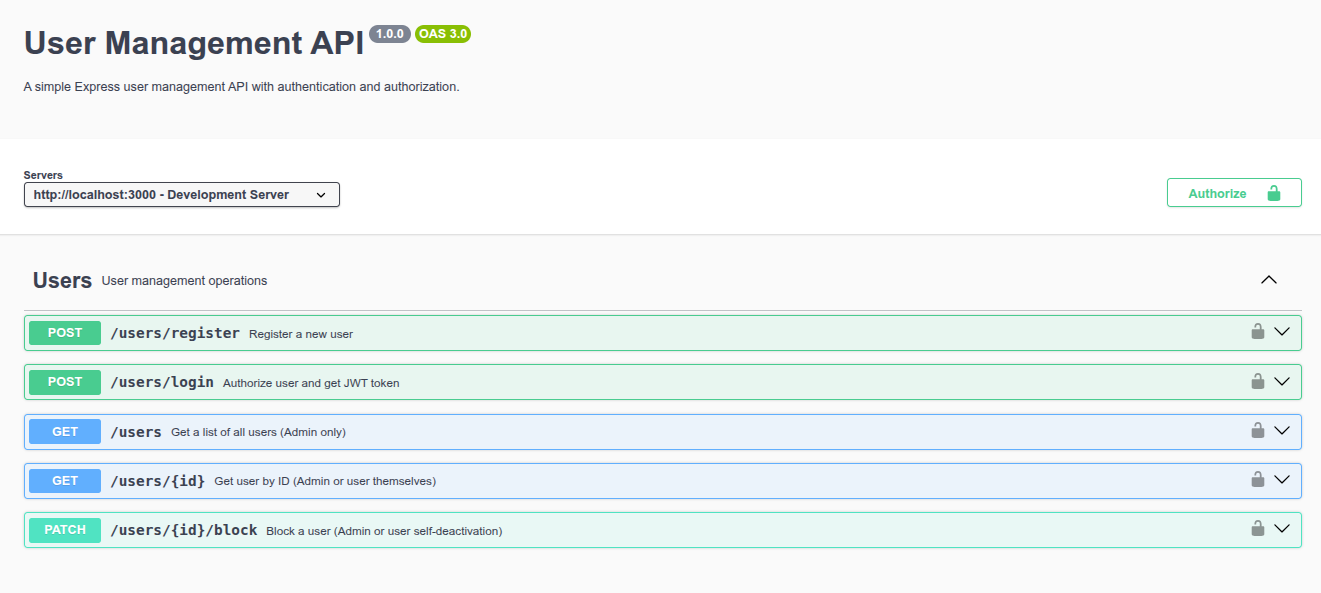 User Management API 1.0.0 OAS 3.0
A simple Express user management API with authentication and authorization.
Servers
http://localhost:3000 - Development Server
Authorize
Users User management operations
POST /users/register Register a new user
POST /users/login Authorize user and get JWT token
GET /users Get a list of all users (Admin only)
GET /users/{id} Get user by ID (Admin or user themselves)
PATCH /users/{id}/block Block a user (Admin or user self-deactivation)